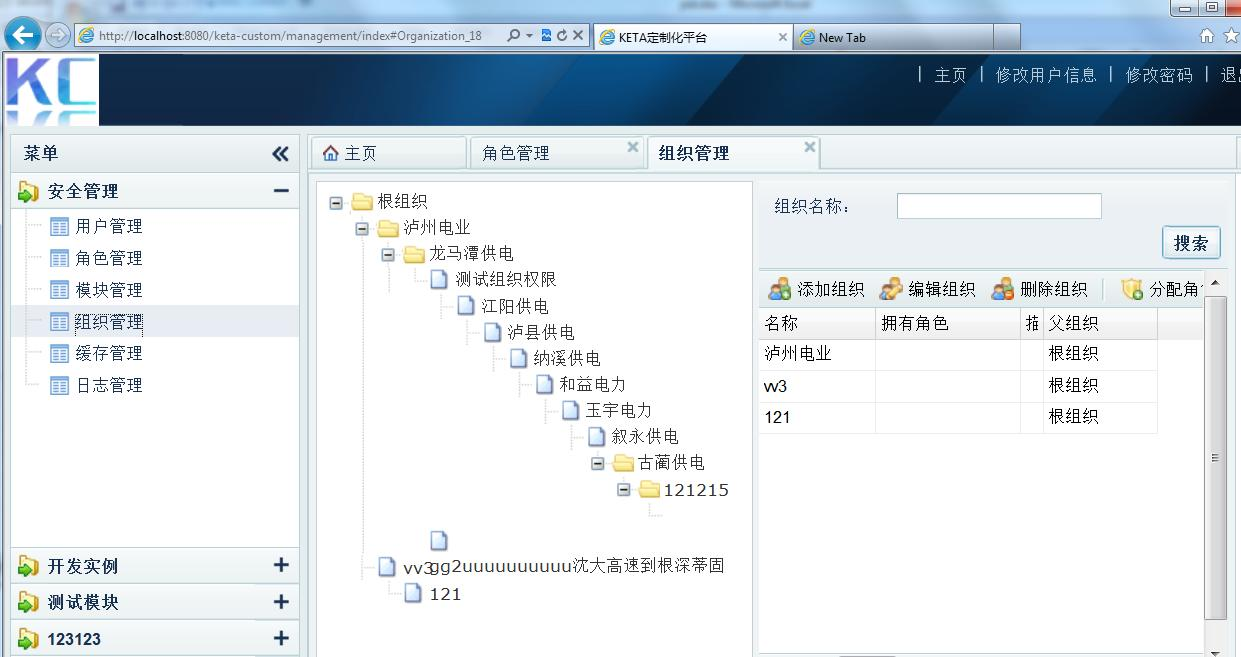 http://localhost:8080/keta-custom/management/index#Organization_18
KETA定制化平台
New Tab
KC
主页 | 修改用户信息 | 修改密码 |
菜单
安全管理
用户管理
角色管理
模块管理
组织管理
缓存管理
日志管理
开发实例
测试模块
123123
主页
角色管理
组织管理
根组织
泸州电业
龙马潭供电
测试组织权限
江阳供电
泸县供电
纳溪供电
和益电力
玉宇电力
叙永供电
古蔺供电
121215
vv3
gg2uuuuuuuuuu沈大高速到根深蒂固
121
组织名称:
搜索
添加组织 编辑组织 删除组织 分配角
名称 拥有角色 父组织
泸州电业 根组织
vv3 根组织
121 根组织